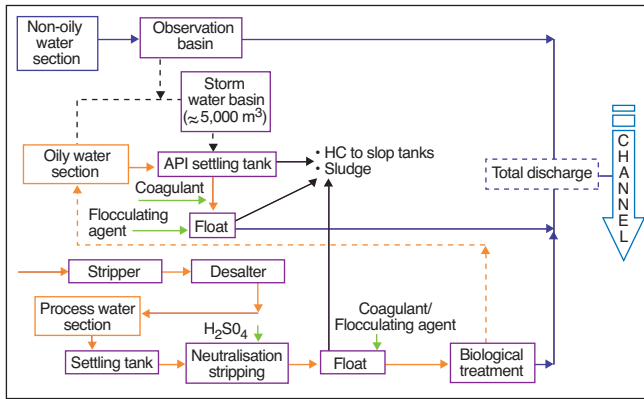 Non-oily
water
section
Observation
basin
Storm
water basin
(≈5,000 m³)
Oily water
section
API settling tank
• HC to slop tanks
• Sludge
Coagulant
Flocculating
agent
Float
Total discharge
CHANNEL
Stripper
Desalter
Process water
section
H₂S0₄
Coagulant/
Flocculating agent
Settling tank
Neutralisation
stripping
Float
Biological
treatment